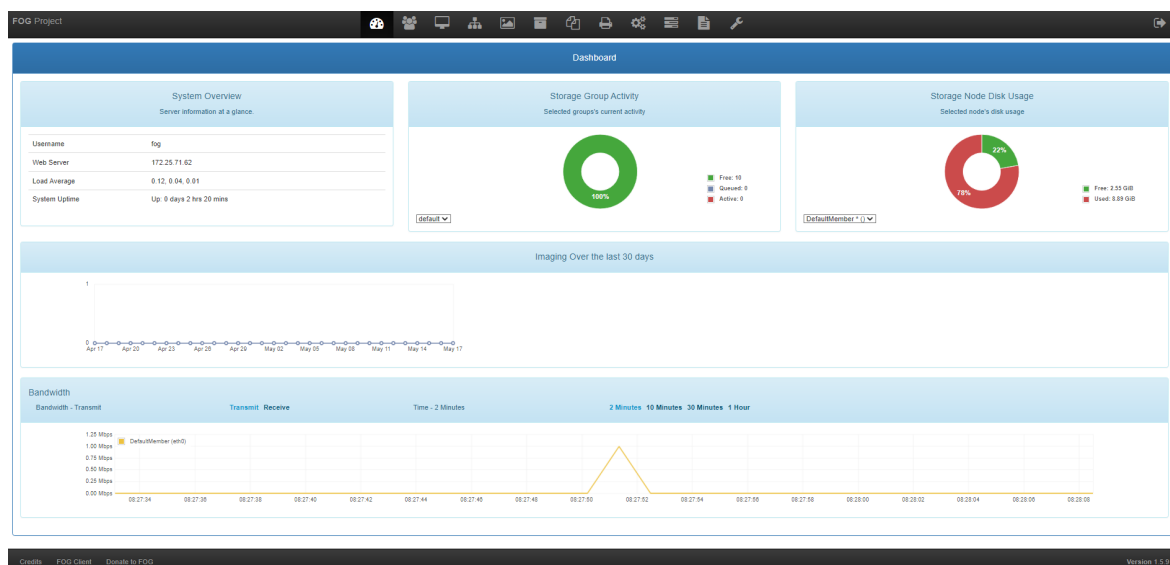 FOG Project
Dashboard
System Overview
Server information at a glance.
Username fog
Web Server 172.25.71.62
Load Average 0.12, 0.04, 0.01
System Uptime Up: 0 days 2 hrs 20 mins
Storage Group Activity
Selected groups's current activity
100%
Free: 10
Queued: 0
Active: 0
default
Storage Node Disk Usage
Selected node's disk usage
22%
78%
Free: 2.55 GiB
Used: 8.89 GiB
DefaultMember * ()
Imaging Over the last 30 days
1
0
Apr 17 Apr 20 Apr 23 Apr 26 Apr 29 May 02 May 05 May 08 May 11 May 14 May 17
Bandwidth
Bandwidth - Transmit Transmit Receive Time - 2 Minutes 2 Minutes 10 Minutes 30 Minutes 1 Hour
1.25 Mbps
1.00 Mbps
0.75 Mbps
0.50 Mbps
0.25 Mbps
0.00 Mbps
DefaultMember (eth0)
08:27:34 08:27:36 08:27:38 08:27:40 08:27:42 08:27:44 08:27:46 08:27:48 08:27:50 08:27:52 08:27:54 08:27:56 08:27:58 08:28:00 08:28:02 08:28:04 08:28:06 08:28:08
Credits FOG Client Donate to FOG Version 1.5.9